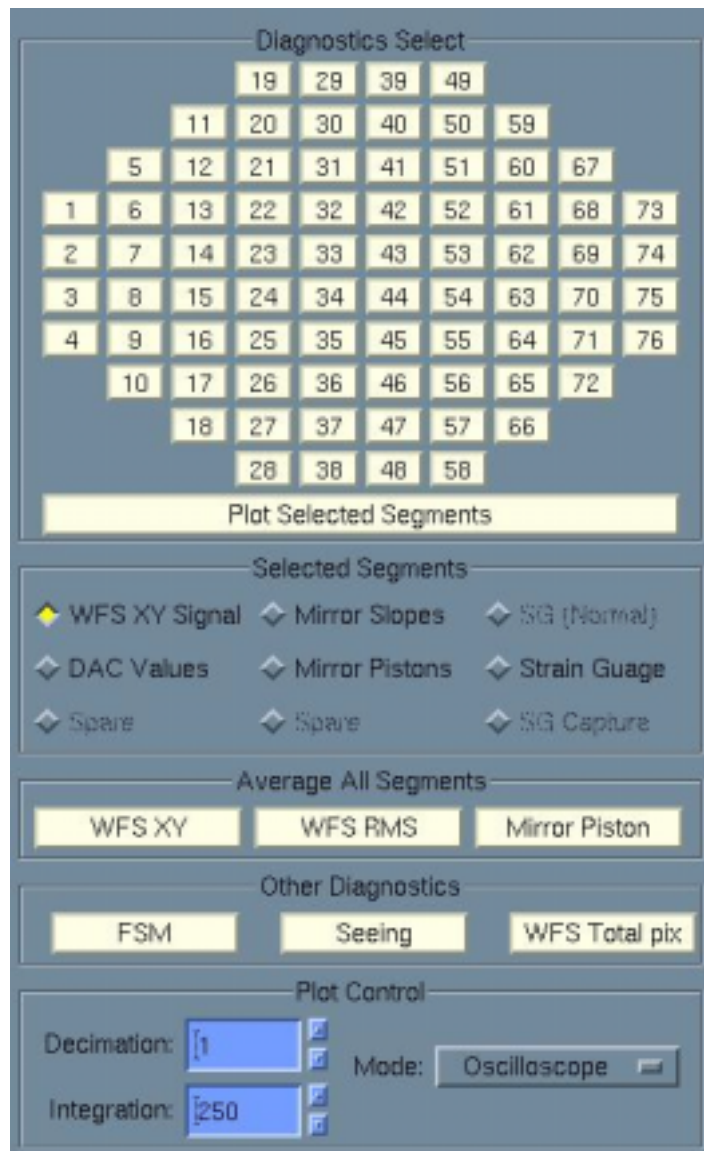 Diagnostics Select
19 29 39 49
11 20 30 40 50 59
5 12 21 31 41 51 60 67
1 6 13 22 32 42 52 61 68 73
2 7 14 23 33 43 53 62 69 74
3 8 15 24 34 44 54 63 70 75
4 9 16 25 35 45 55 64 71 76
10 17 26 36 46 56 65 72
18 27 37 47 57 66
28 38 48 58
Plot Selected Segments
Selected Segments
WFS XY Signal Mirror Slopes SG (Normal)
DAC Values Mirror Pistons Strain Guage
Spare Spare SG Capture
Average All Segments
WFS XY WFS RMS Mirror Piston
Other Diagnostics
FSM Seeing WFS Total pix
Plot Control
Decimation: 1
Mode: Oscilloscope
Integration: 250